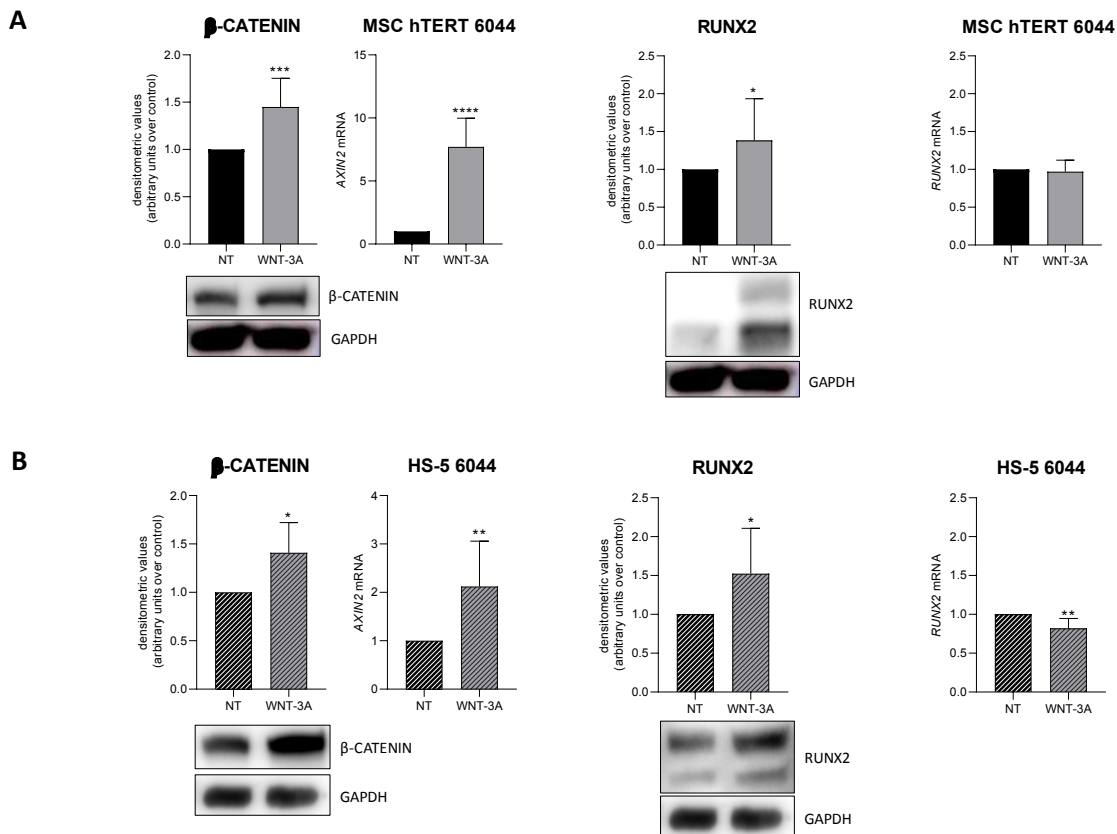 A
β-CATENIN
densitometric values
(arbitrary units over control)
2.0
1.5
1.0
0.5
0.0
***
NT
WNT-3A
β-CATENIN
GAPDH
MSC hTERT 6044
AXIN2 mRNA
15
10
5
0
****
NT
WNT-3A
RUNX2
densitometric values
(arbitrary units over control)
2.5
2.0
1.5
1.0
0.5
0.0
*
NT
WNT-3A
RUNX2
GAPDH
MSC hTERT 6044
RUNX2 mRNA
2.5
2.0
1.5
1.0
0.5
0.0
NT
WNT-3A
B
β-CATENIN
densitometric values
(arbitrary units over control)
2.0
1.5
1.0
0.5
0.0
*
NT
WNT-3A
β-CATENIN
GAPDH
HS-5 6044
AXIN2 mRNA
4
3
2
1
0
**
NT
WNT-3A
RUNX2
densitometric values
(arbitrary units over control)
2.5
2.0
1.5
1.0
0.5
0.0
*
NT
WNT-3A
RUNX2
GAPDH
HS-5 6044
RUNX2 mRNA
2.5
2.0
1.5
1.0
0.5
0.0
**
NT
WNT-3A